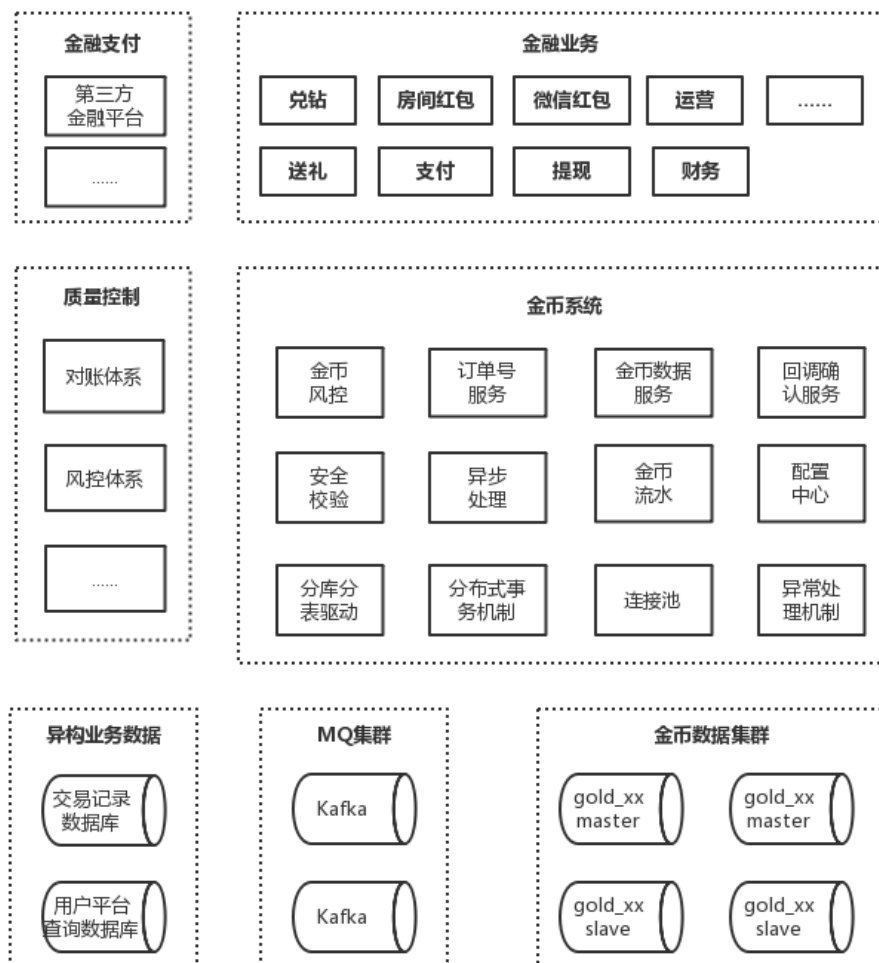 金融支付
第三方
金融平台
......
金融业务
兑钻
房间红包
微信红包
运营
......
送礼
支付
提现
财务
质量控制
对账体系
风控体系
......
金币系统
金币
风控
订单号
服务
金币数据
服务
回调确
认服务
安全
校验
异步
处理
金币
流水
配置
中心
分库分
表驱动
分布式事
务机制
连接池
异常处
理机制
异构业务数据
交易记录
数据库
用户平台
查询数据库
MQ集群
Kafka
Kafka
金币数据集群
gold_xx
master
gold_xx
master
gold_xx
slave
gold_xx
slave